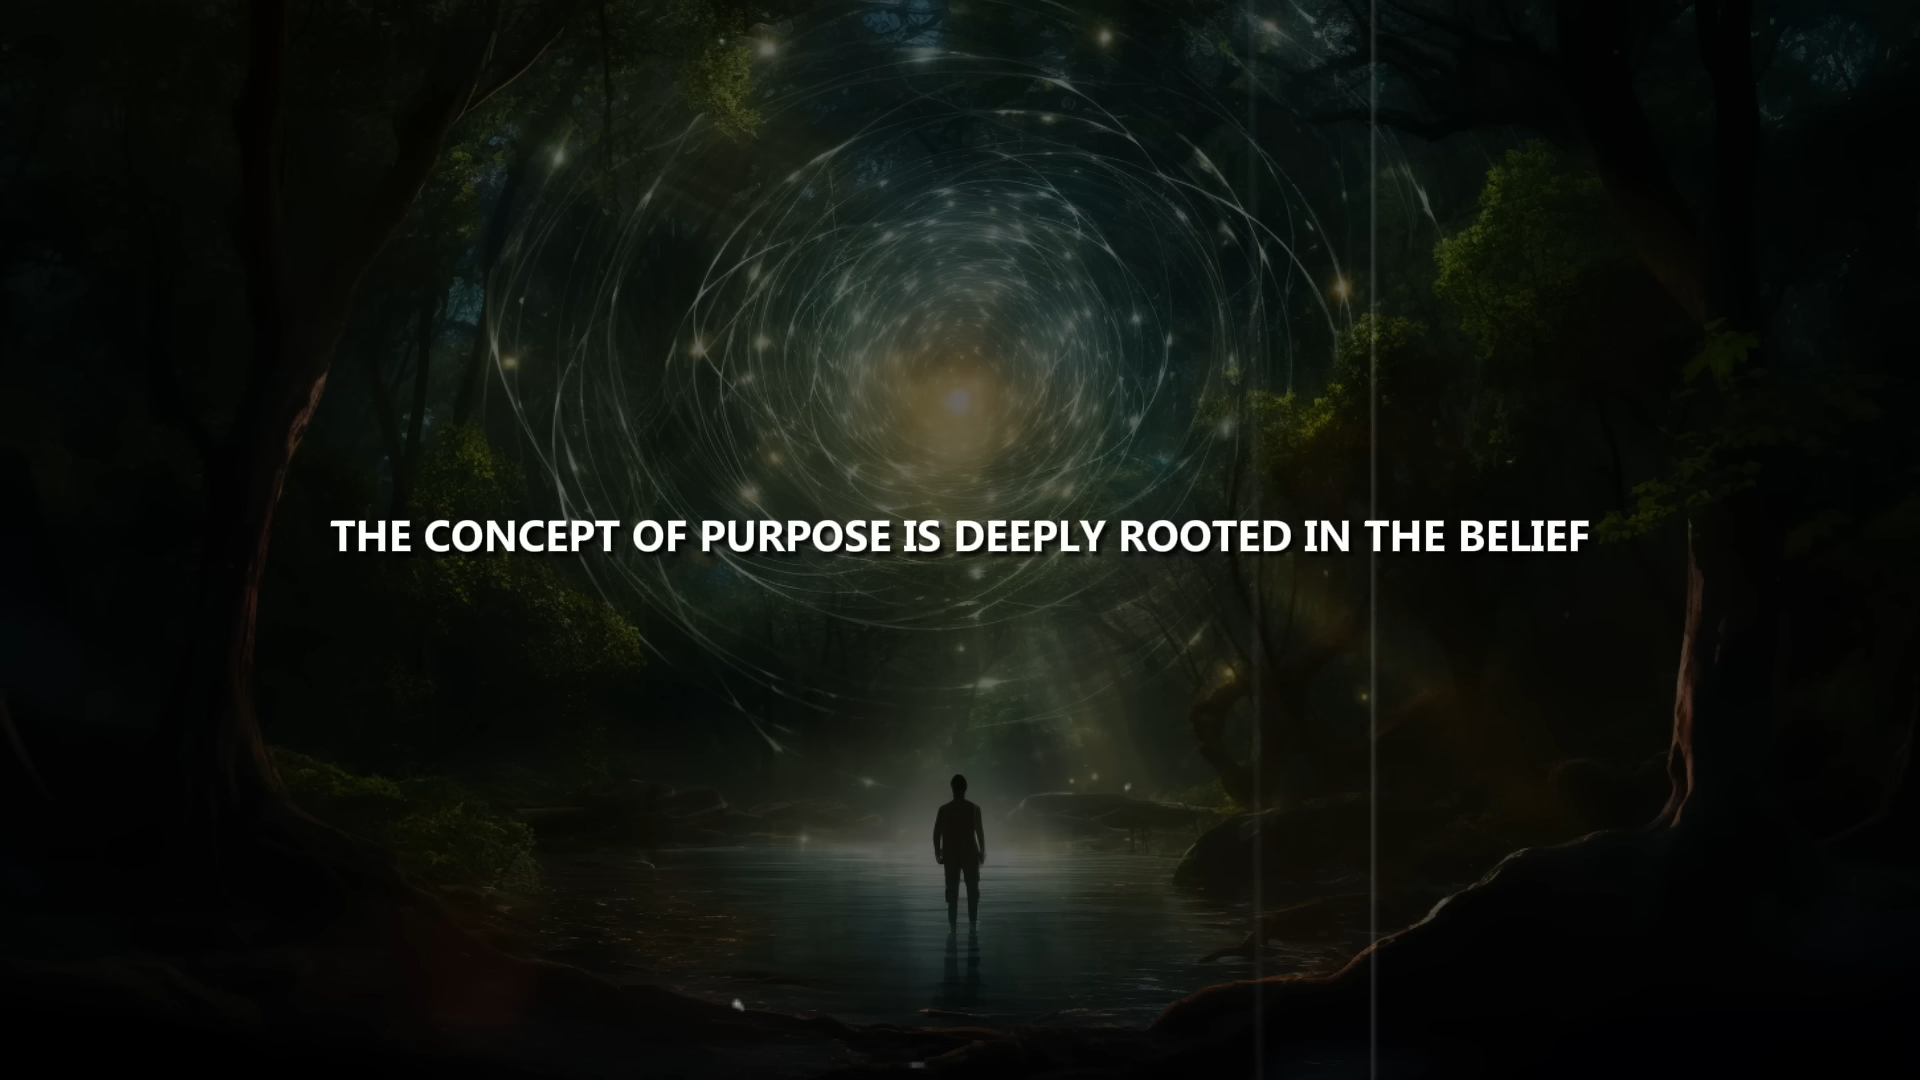 THE CONCEPT OF PURPOSE IS DEEPLY ROOTED IN THE BELIEF